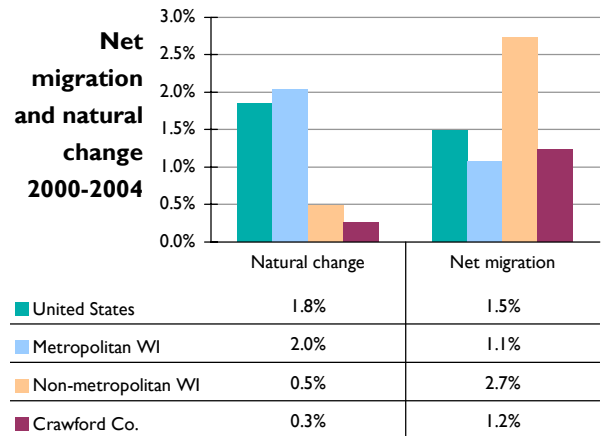 Net
migration
and natural
change
2000-2004
3.0%
2.5%
2.0%
1.5%
1.0%
0.5%
0.0%
Natural change Net migration
United States 1.8% 1.5%
Metropolitan WI 2.0% 1.1%
Non-metropolitan WI 0.5% 2.7%
Crawford Co. 0.3% 1.2%